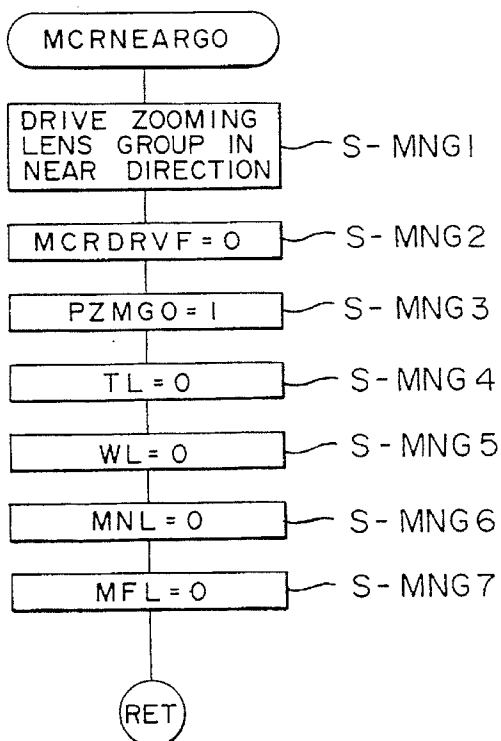 MCRNEARGO
DRIVE ZOOMING
LENS GROUP IN
NEAR DIRECTION
S-MNG1
MCRDRVF=0
S-MNG2
PZMGO=1
S-MNG3
TL=0
S-MNG4
WL=0
S-MNG5
MNL=0
S-MNG6
MFL=0
S-MNG7
RET